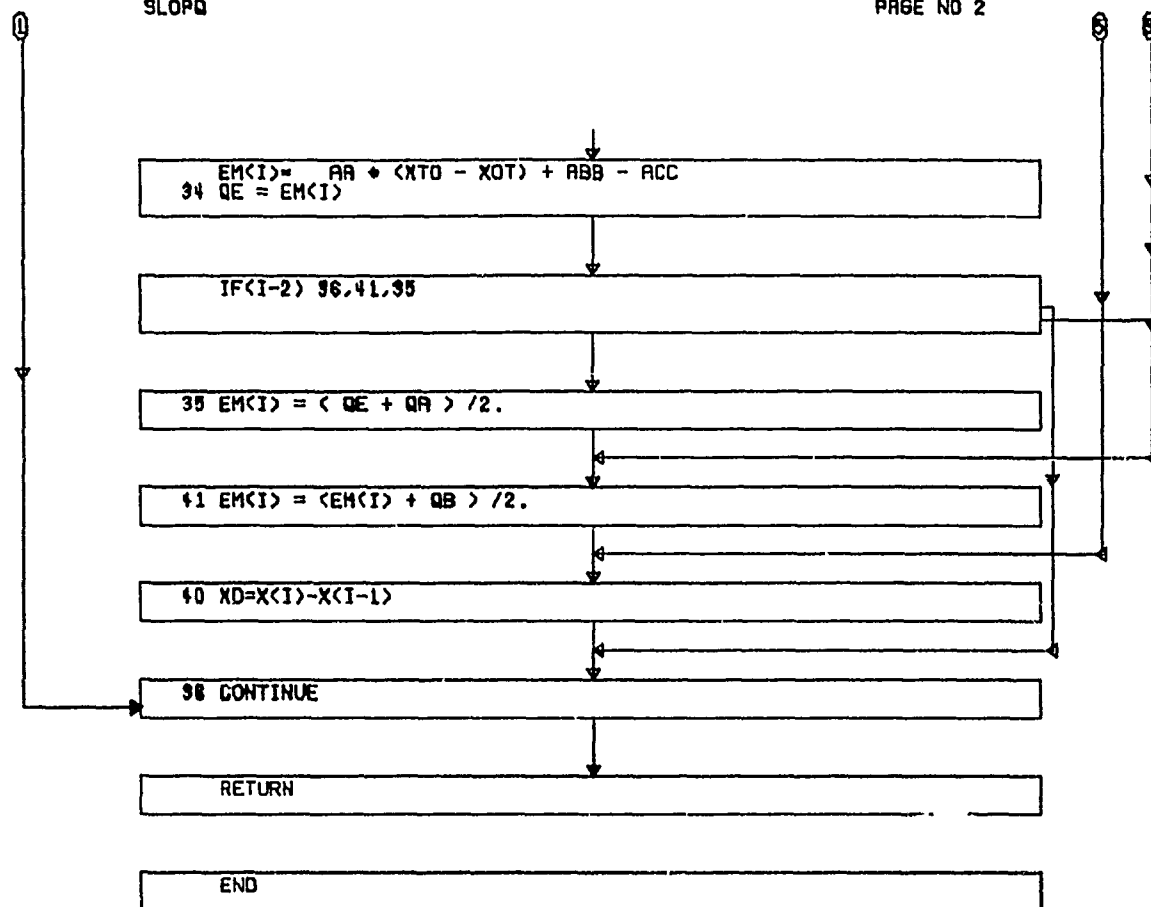 SLOPQ PAGE NO 2
1
EM(I)= AA * (XTO - XOT) + ABB - ACC
34 QE = EM(I)
IF(I-2) 36,41,35
35 EM(I) = ( QE + QA ) /2.
41 EM(I) = (EM(I) + QB ) /2.
40 XD=X(I)-X(I-1)
36 CONTINUE
RETURN
END